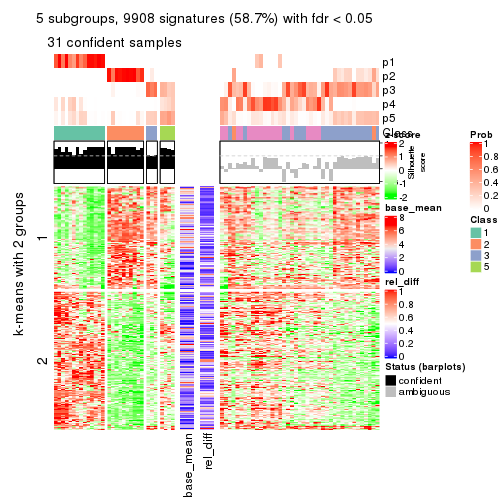 5 subgroups, 9908 signatures (58.7%) with fdr < 0.05
31 confident samples
p1
p2
p3
p4
p5
Class
z-score
2
1
0
-1
-2
Silhouette
score
base_mean
8
6
4
2
0
rel_diff
1
0.8
0.6
0.4
0.2
0
Status (barplots)
confident
ambiguous
Prob
1
0.8
0.6
0.4
0.2
0
Class
1
2
3
5
k-means with 2 groups
1
2
base_mean
rel_diff